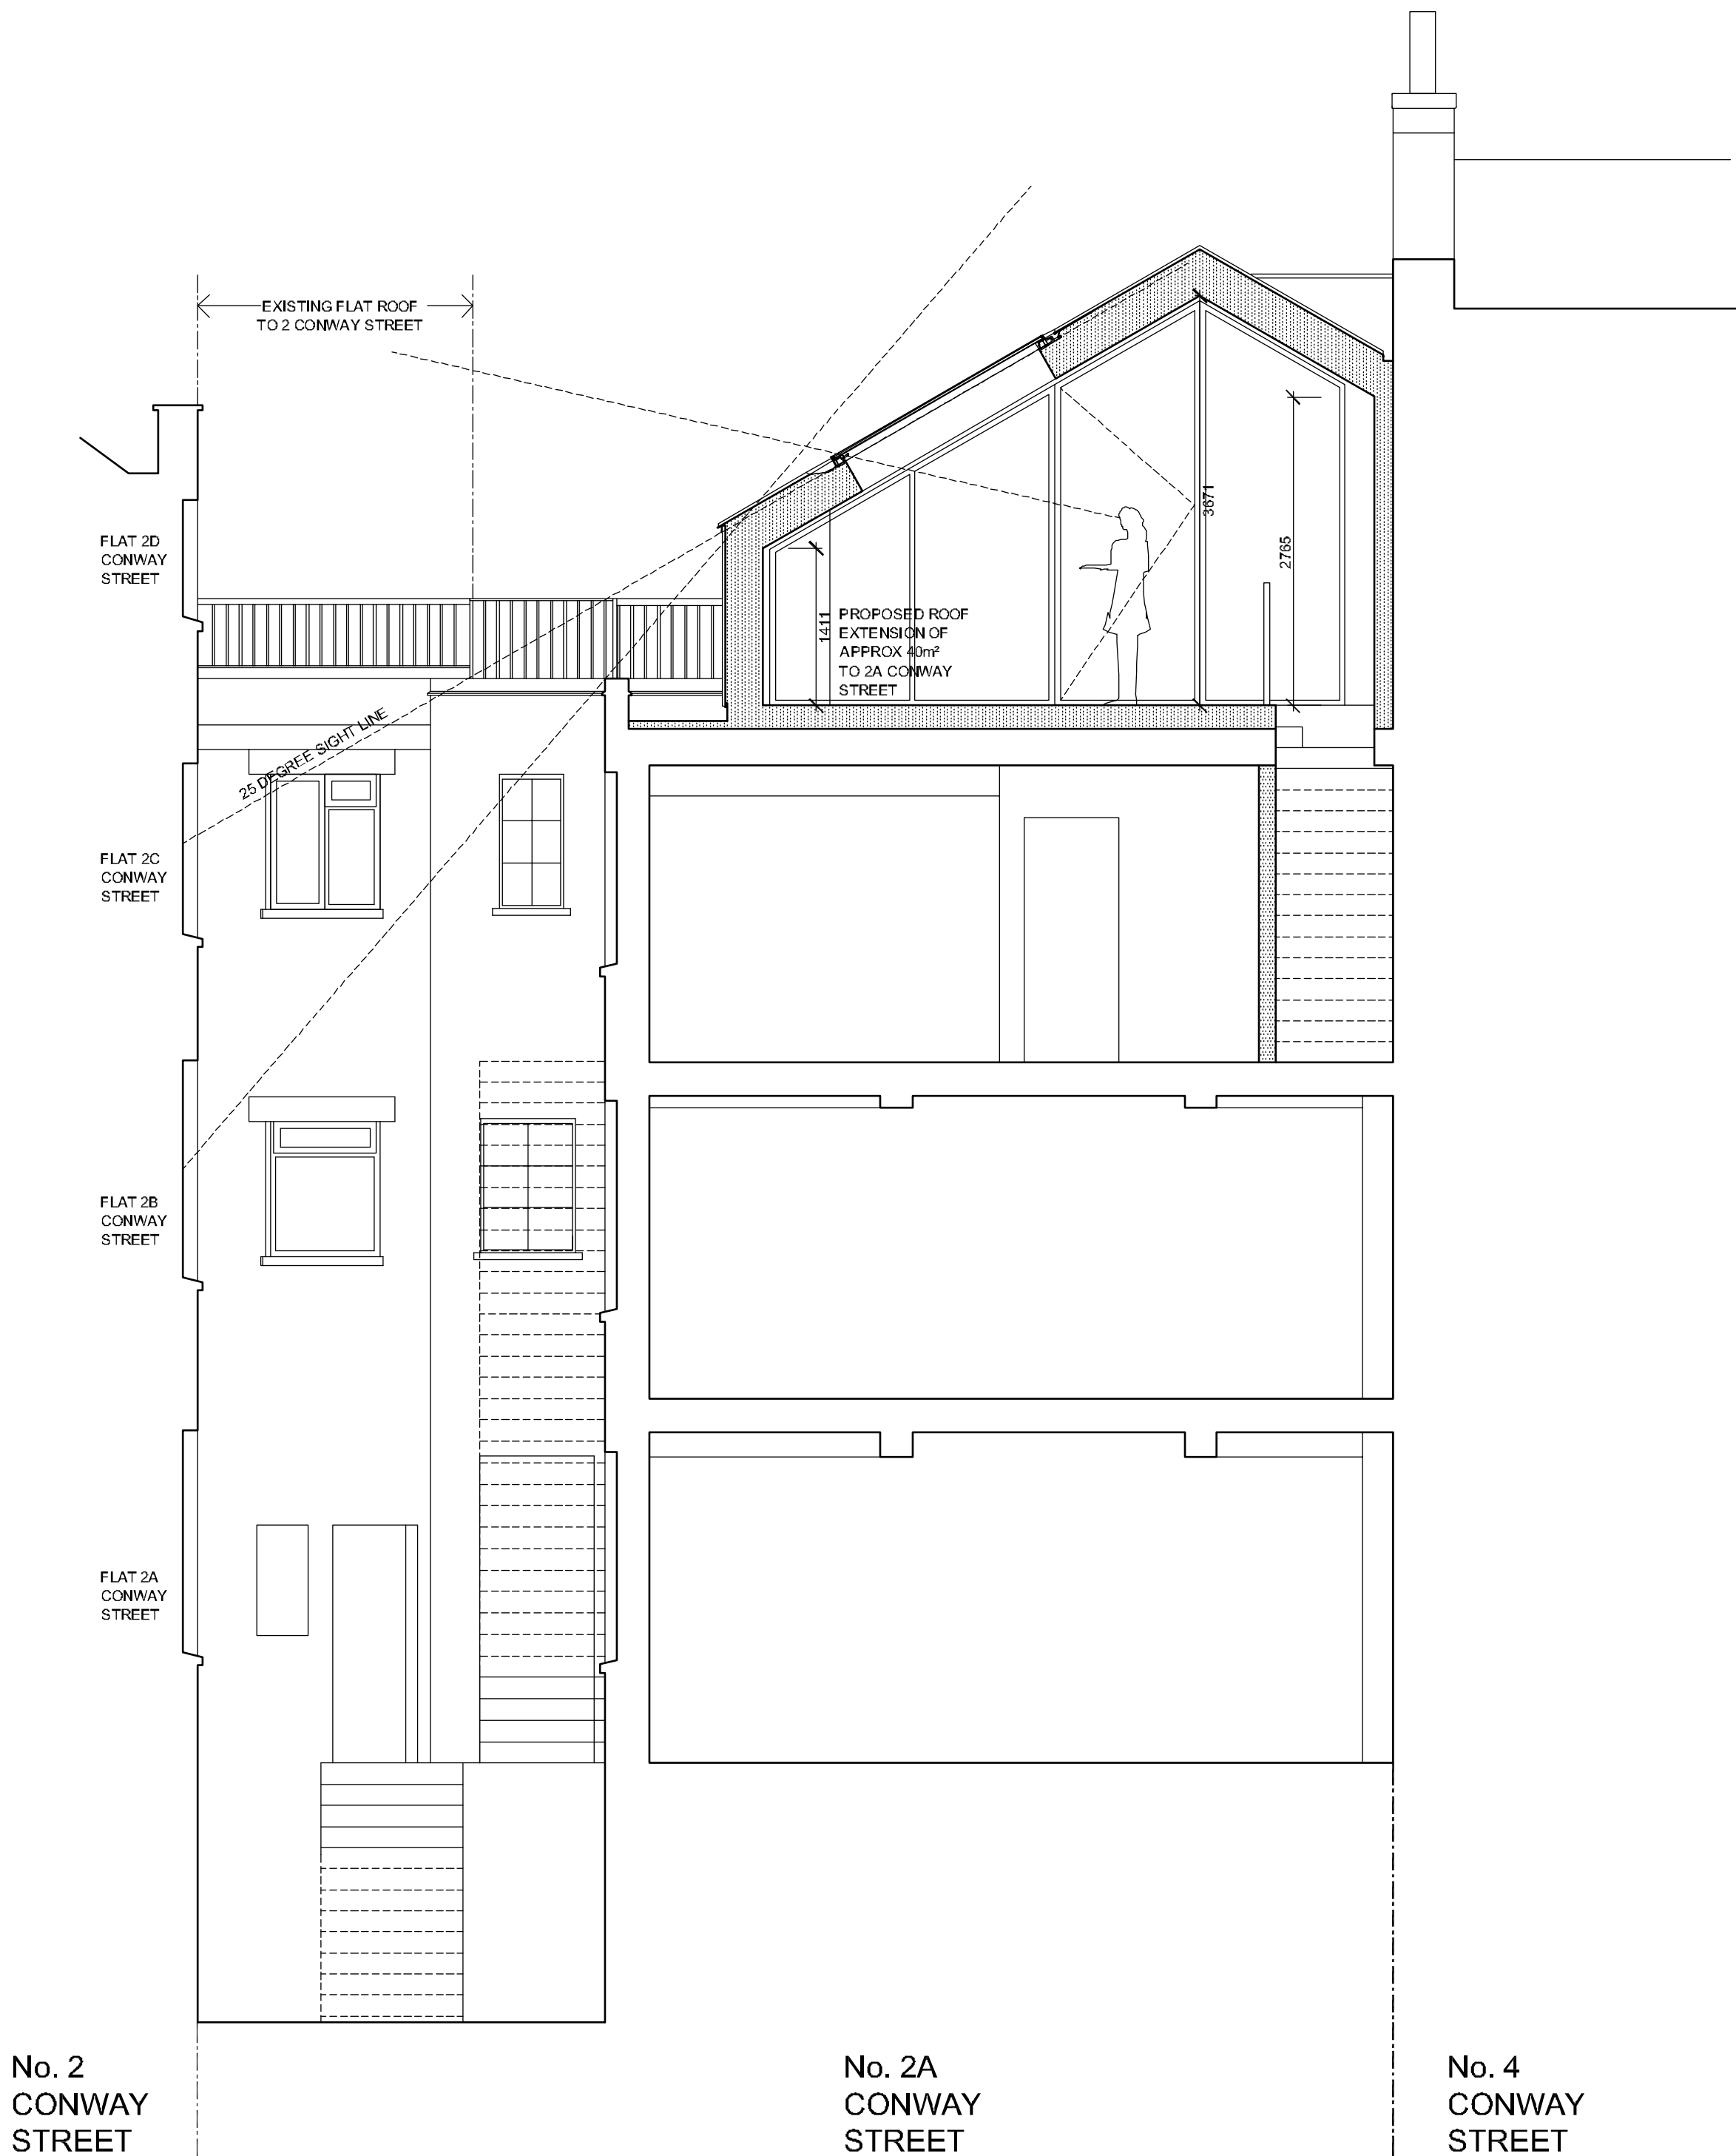 EXISTING FLAT ROOF
TO 2 CONWAY STREET
FLAT 2D
CONWAY
STREET
3671
2765
1411
PROPOSED ROOF
EXTENSION OF
APPROX 40m²
TO 2A CONWAY
STREET
25 DEGREE SIGHT LINE
FLAT 2C
CONWAY
STREET
FLAT 2B
CONWAY
STREET
FLAT 2A
CONWAY
STREET
No. 2
CONWAY
STREET
No. 2A
CONWAY
STREET
No. 4
CONWAY
STREET